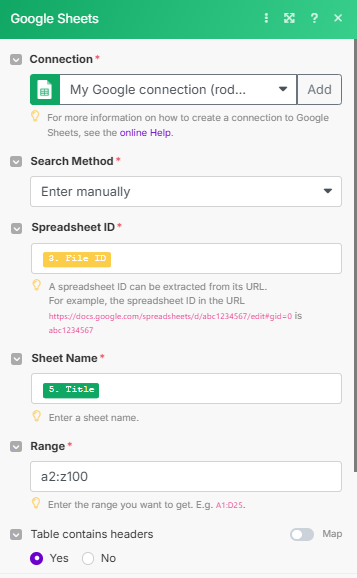 Google Sheets
Connection*
My Google connection (rod...
Add
For more information on how to create a connection to Google
Sheets, see the online Help.
Search Method*
Enter manually
Spreadsheet ID*
3. File ID
A spreadsheet ID can be extracted from its URL.
For example, the spreadsheet ID in the URL
https://docs.google.com/spreadsheets/d/abc1234567/edit#gid=0 is
abc1234567
Sheet Name*
5. Title
Enter a sheet name.
Range*
a2:z100
Enter the range you want to get. E.g. A1:D25.
Table contains headers
Map
Yes
No